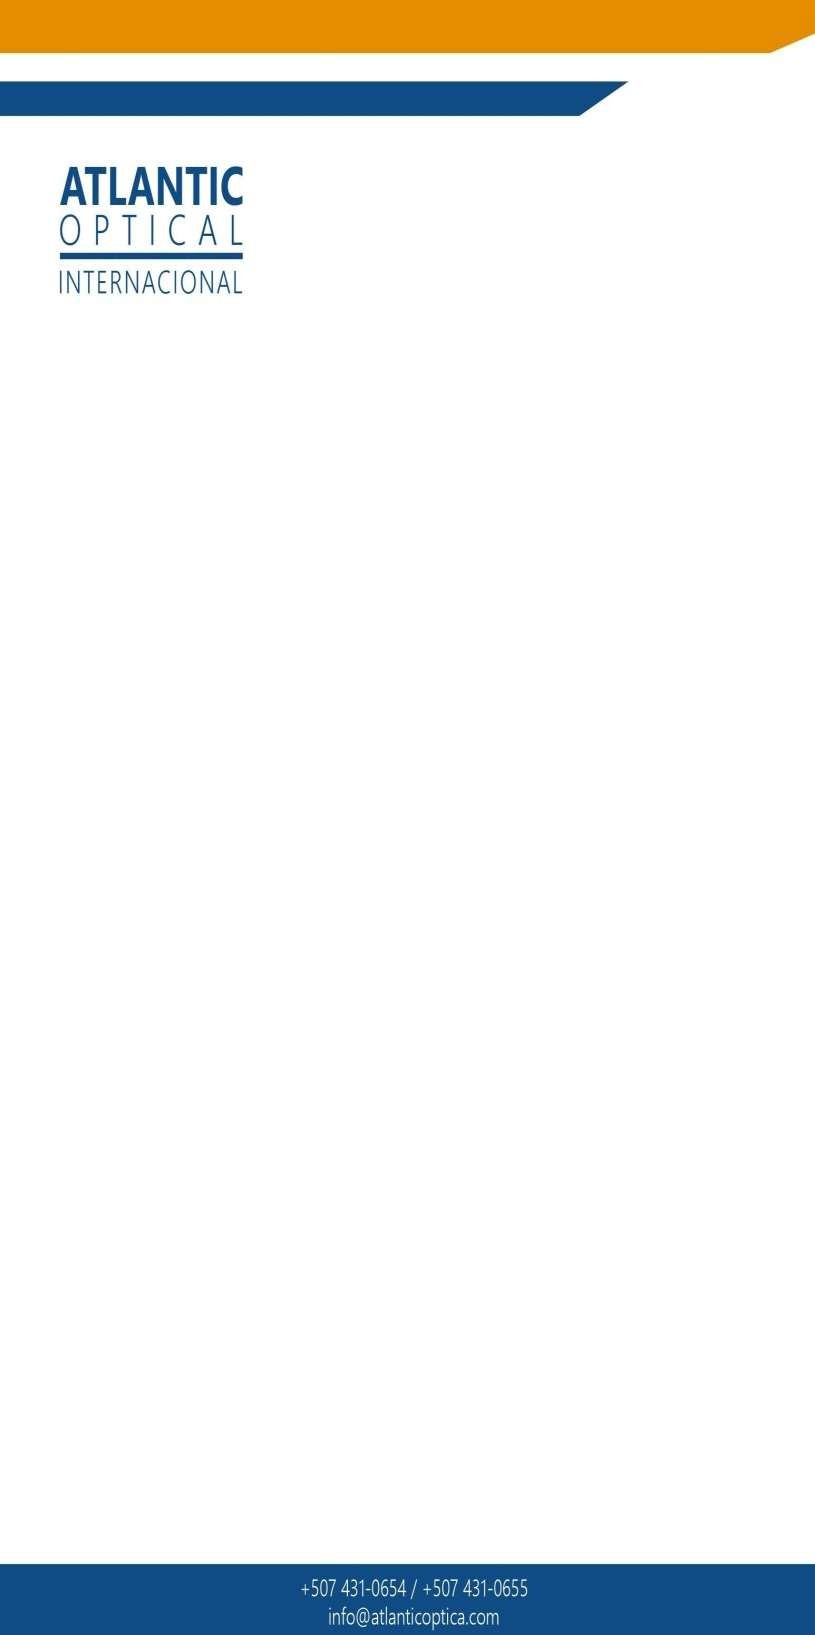 ATLANTIC
OPTICAL
INTERNACIONAL
+507 431-0654 / +507 431-0655
info@atlanticoptica.com